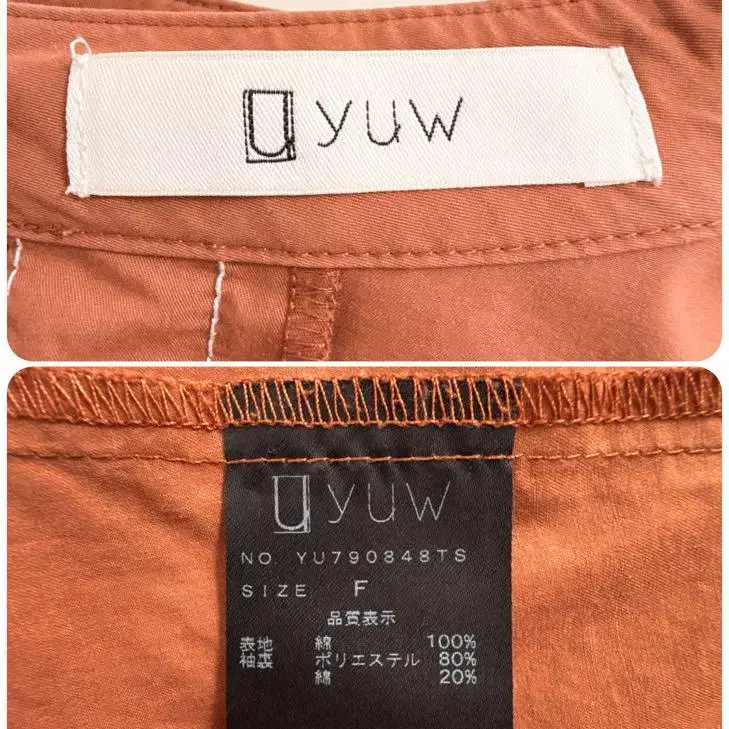 u yuw
u yuw
NO. YU790848TS
SIZE F
品質表示
表地 綿 100%
袖裏 ポリエステル 80%
綿 20%